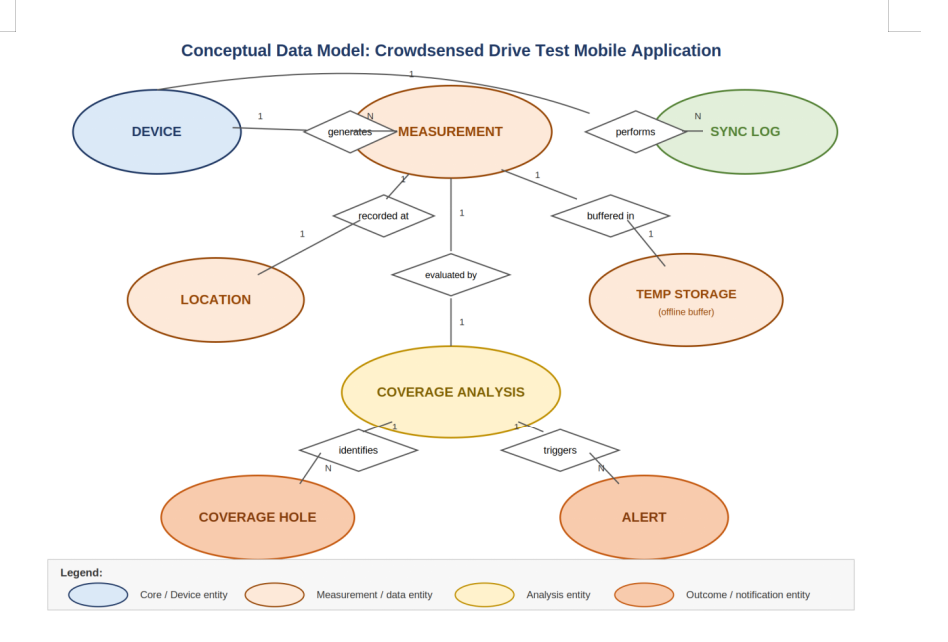 Conceptual Data Model: Crowdsensed Drive Test Mobile Application
1
DEVICE
1
generates
N
MEASUREMENT
performs
N
SYNC LOG
1
recorded at
1
1
buffered in
1
1
evaluated by
LOCATION
TEMP STORAGE
(offline buffer)
1
COVERAGE ANALYSIS
1
1
identifies
triggers
N
N
COVERAGE HOLE
ALERT
Legend:
Core / Device entity
Measurement / data entity
Analysis entity
Outcome / notification entity